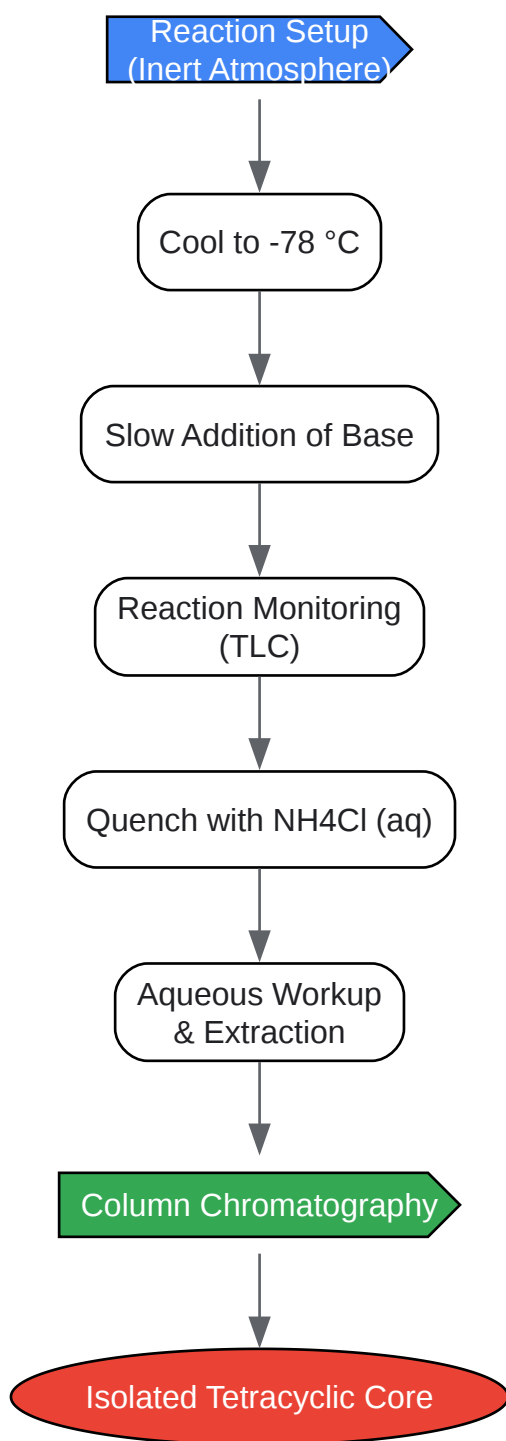 Reaction Setup
(Inert Atmosphere)
Cool to -78 °C
Slow Addition of Base
Reaction Monitoring
(TLC)
Quench with NH4Cl (aq)
Aqueous Workup
& Extraction
Column Chromatography
Isolated Tetracyclic Core